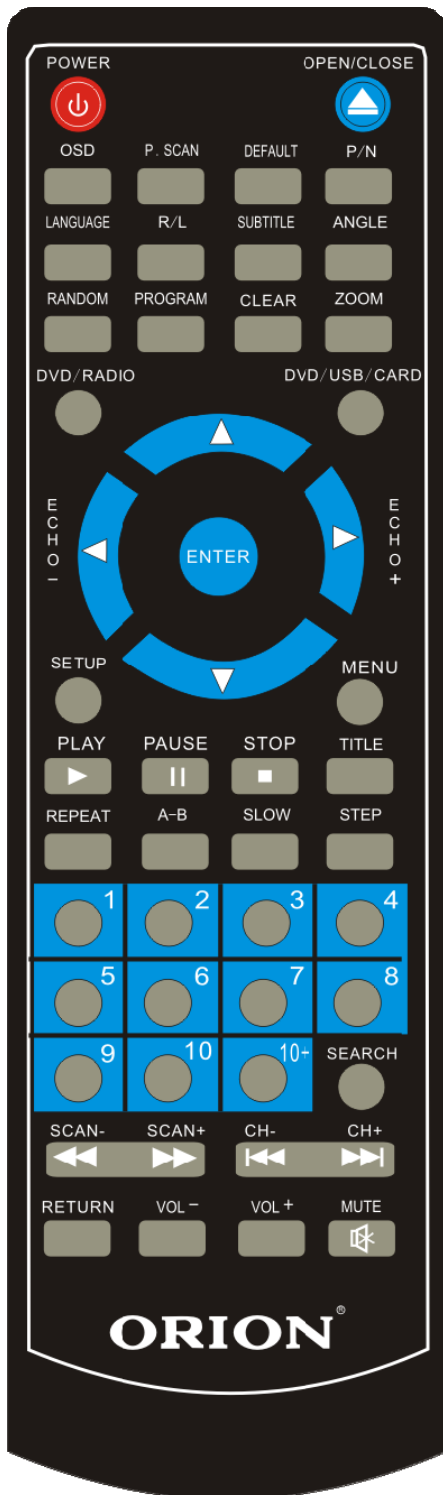 POWER OPEN/CLOSE
OSD P. SCAN DEFAULT P/N
LANGUAGE R/L SUBTITLE ANGLE
RANDOM PROGRAM CLEAR ZOOM
DVD/RADIO DVD/USB/CARD
ECHO- ECHO+
ENTER
SETUP MENU
PLAY PAUSE STOP TITLE
REPEAT A-B SLOW STEP
1 2 3 4
5 6 7 8
9 10 10+ SEARCH
SCAN- SCAN+ CH- CH+
RETURN VOL - VOL + MUTE
ORION®